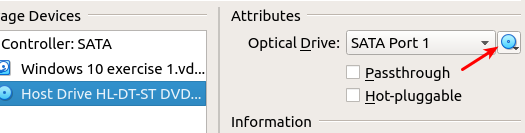 age Devices
Controller: SATA
Windows 10 exercise 1.vd...
Host Drive HL-DT-ST DVD...
Attributes
Optical Drive: SATA Port 1
Passthrough
Hot-pluggable
Information